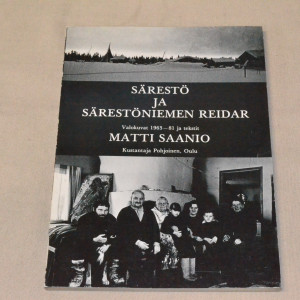 SÄRESTÖ
JA
SÄRESTÖNIEMEN REIDAR
Valokuvat 1963—81 ja tekstit
MATTI SAANIO
Kustantaja Pohjoinen, Oulu